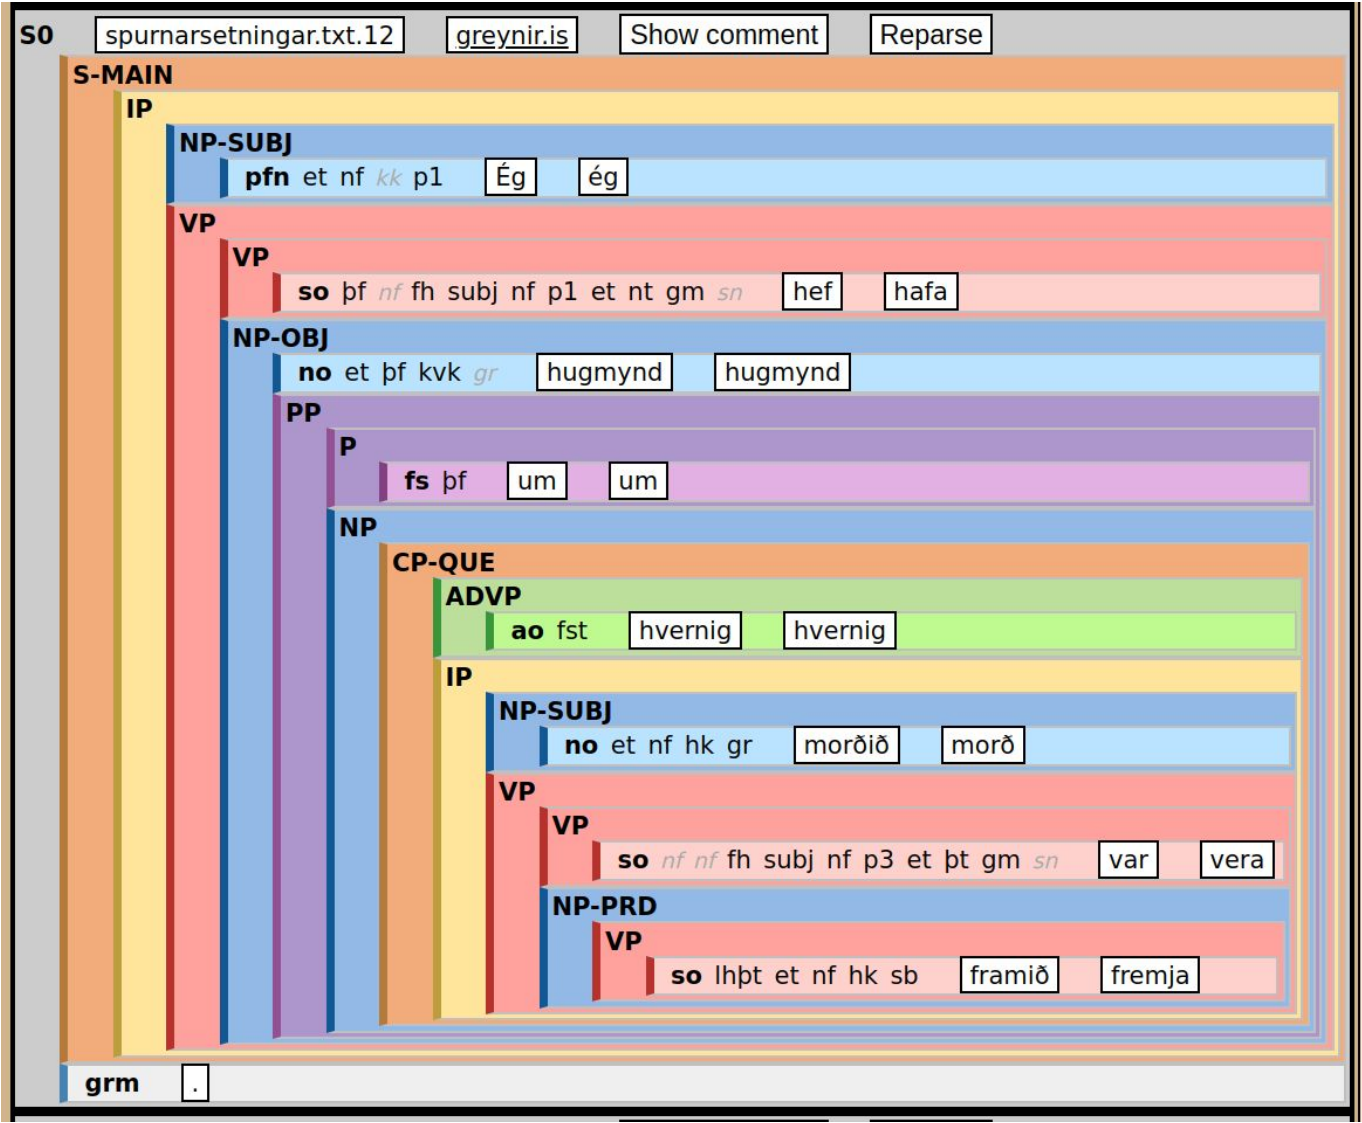 S0 spurnarsetningar.txt.12 greynir.is Show comment Reparse
S-MAIN
IP
NP-SUBJ
pfn et nf kk p1 Ég ég
VP
VP
so þf nf fh subj nf p1 et nt gm sn hef hafa
NP-OBJ
no et þf kvk gr hugmynd hugmynd
PP
P
fs þf um um
NP
CP-QUE
ADVP
ao fst hvernig hvernig
IP
NP-SUBJ
no et nf hk gr morðið morð
VP
VP
so nf nf fh subj nf p3 et þt gm sn var vera
NP-PRD
VP
so lhþt et nf hk sb framið fremja
grm .